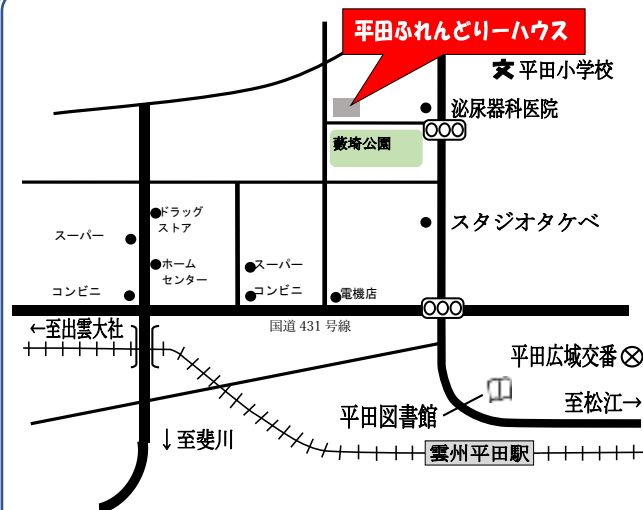 平田ふれんどりーハウス
平田小学校
泌尿器科医院
藪埼公園
ドラッグ
ストア
スタジオタケベ
スーパー
ホーム
センター
スーパー
コンビニ
コンビニ
電機店
←至出雲大社
国道 431 号線
平田広域交番
至松江→
平田図書館
↓至斐川
雲州平田駅